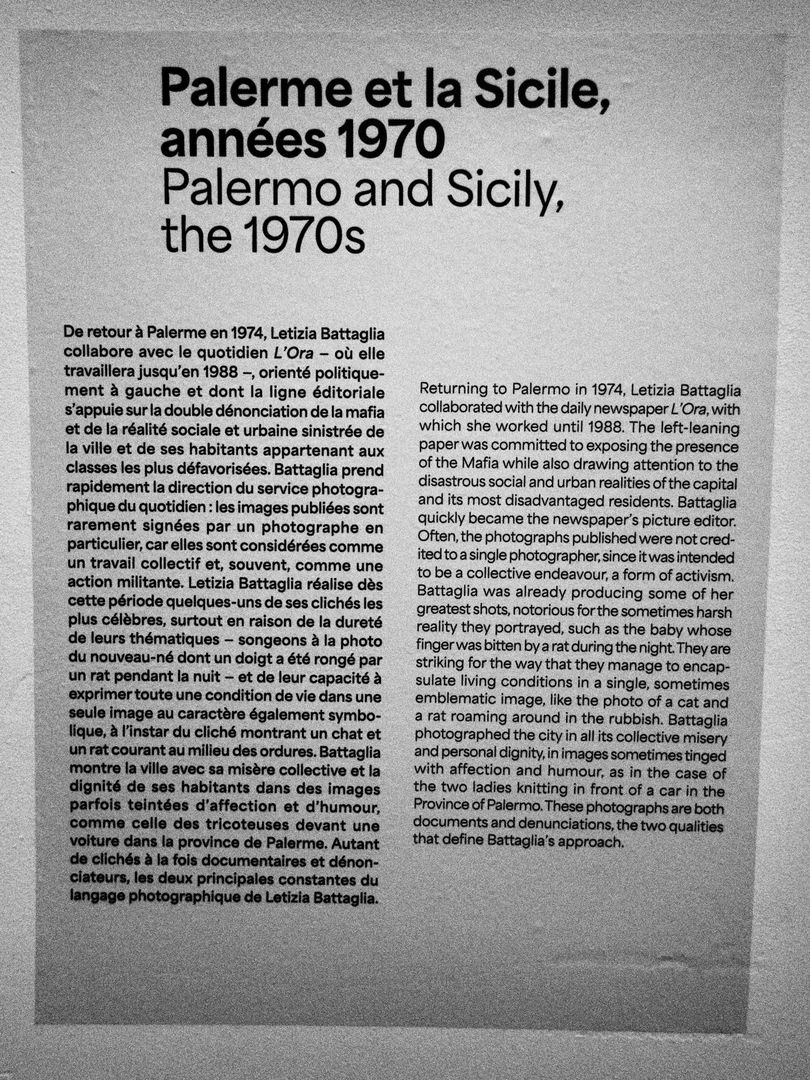 Palerme et la Sicile,
années 1970
Palermo and Sicily,
the 1970s
De retour à Palerme en 1974, Letizia Battaglia
collabore avec le quotidien L'Ora – où elle
travaillera jusqu'en 1988 –, orienté politique-
ment à gauche et dont la ligne éditoriale
s'appuie sur la double dénonciation de la mafia
et de la réalité sociale et urbaine sinistrée de
la ville et de ses habitants appartenant aux
classes les plus défavorisées. Battaglia prend
rapidement la direction du service photogra-
phique du quotidien : les images publiées sont
rarement signées par un photographe en
particulier, car elles sont considérées comme
un travail collectif et, souvent, comme une
action militante. Letizia Battaglia réalise dès
cette période quelques-uns de ses clichés les
plus célèbres, surtout en raison de la dureté
de leurs thématiques – songeons à la photo
du nouveau-né dont un doigt a été rongé par
un rat pendant la nuit – et de leur capacité à
exprimer toute une condition de vie dans une
seule image au caractère également symbo-
lique, à l'instar du cliché montrant un chat et
un rat courant au milieu des ordures. Battaglia
montre la ville avec sa misère collective et la
dignité de ses habitants dans des images
parfois teintées d'affection et d'humour,
comme celle des tricoteuses devant une
voiture dans la province de Palerme. Autant
de clichés à la fois documentaires et dénon-
ciateurs, les deux principales constantes du
langage photographique de Letizia Battaglia.
Returning to Palermo in 1974, Letizia Battaglia
collaborated with the daily newspaper L'Ora, with
which she worked until 1988. The left-leaning
paper was committed to exposing the presence
of the Mafia while also drawing attention to the
disastrous social and urban realities of the capital
and its most disadvantaged residents. Battaglia
quickly became the newspaper's picture editor.
Often, the photographs published were not cred-
ited to a single photographer, since it was intended
to be a collective endeavour, a form of activism.
Battaglia was already producing some of her
greatest shots, notorious for the sometimes harsh
reality they portrayed, such as the baby whose
finger was bitten by a rat during the night. They are
striking for the way that they manage to encap-
sulate living conditions in a single, sometimes
emblematic image, like the photo of a cat and
a rat roaming around in the rubbish. Battaglia
photographed the city in all its collective misery
and personal dignity, in images sometimes tinged
with affection and humour, as in the case of
the two ladies knitting in front of a car in the
Province of Palermo. These photographs are both
documents and denunciations, the two qualities
that define Battaglia's approach.